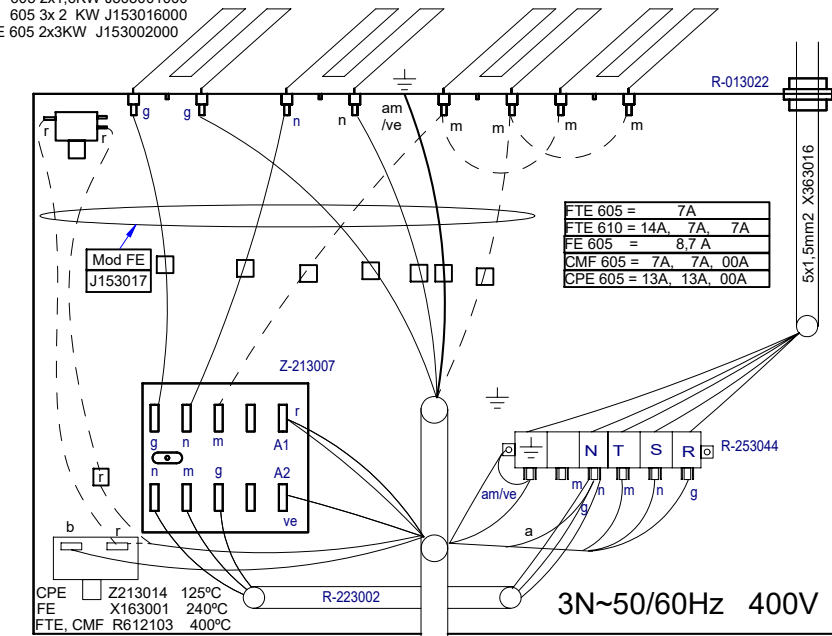 605 3x 2 KW J153016000
E 605 2x3KW J153002000
R-013022
g g n n am m m m m
/ve
r r
5x1,5mm2 X363016
FTE 605 = 7A
FTE 610 = 14A, 7A, 7A
FE 605 = 8,7 A
CMF 605 = 7A, 7A, 00A
CPE 605 = 13A, 13A, 00A
Mod FE
J153017
Z-213007
r
g n m A1
n m g A2
ve
N T S R
R-253044
am/ve m g n m n g
a
r
b r
CPE Z213014 125ºC
FE X163001 240ºC
FTE, CMF R612103 400ºC
R-223002
3N~50/60Hz 400V